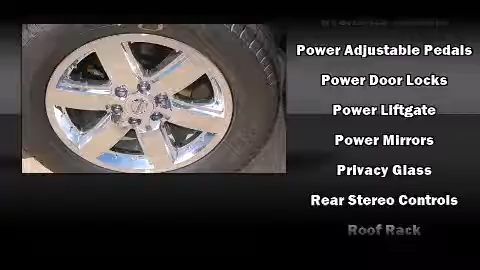 Power Adjustable Pedals
Power Door Locks
Power Liftgate
Power Mirrors
Privacy Glass
Rear Stereo Controls
Roof Rack